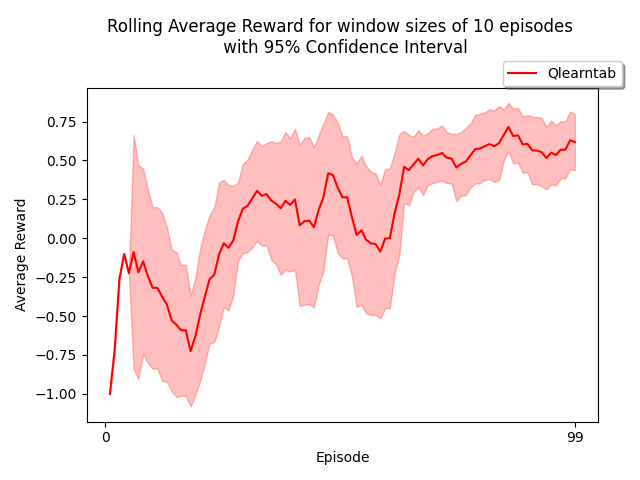 Rolling Average Reward for window sizes of 10 episodes
with 95% Confidence Interval
Qlearntab
0.75
0.50
0.25
0.00
−0.25
−0.50
−0.75
−1.00
Average Reward
0 99
Episode